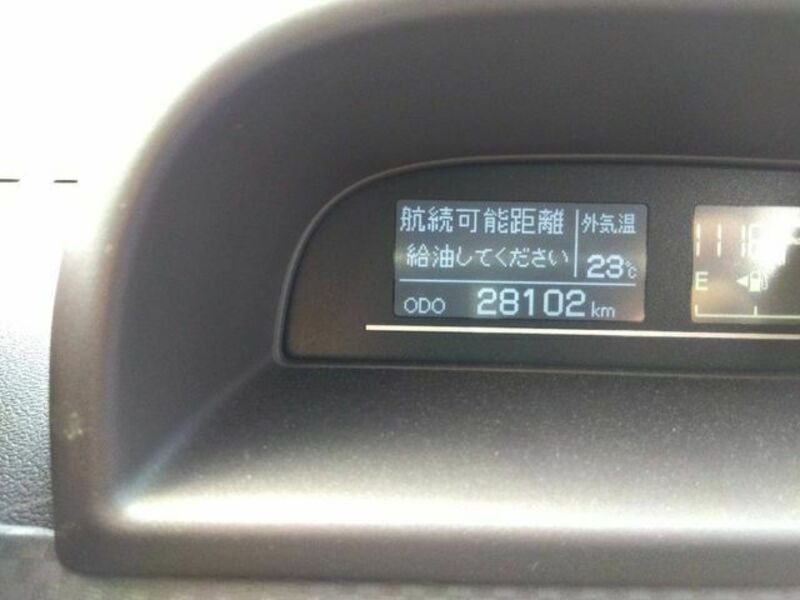 航続可能距離
給油してください
外気温
23℃
ODO 28102 km
E